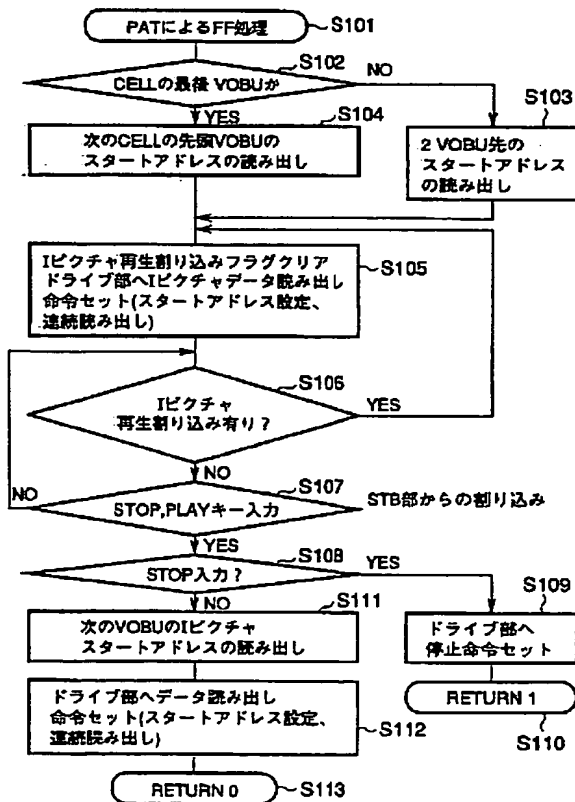 PATによるFF処理
S101
S102
CELLの最後 VOBUか
NO
YES
S104
S103
次のCELLの先頭VOBUの
スタートアドレスの読み出し
2 VOBU先の
スタートアドレス
の読み出し
Iピクチャ再生割り込みフラグクリア
ドライブ部へIピクチャデータ読み出し
命令セット(スタートアドレス設定、
連続読み出し)
S105
S106
Iピクチャ
再生割り込み有り?
YES
NO
S107
NO
STOP,PLAYキー入力
STB部からの割り込み
YES
S108
YES
STOP入力?
NO
S111
S109
次のVOBUのIピクチャ
スタートアドレスの読み出し
ドライブ部へ
停止命令セット
ドライブ部へデータ読み出し
命令セット(スタートアドレス設定、
連続読み出し)
S112
RETURN 1
S110
RETURN 0
S113